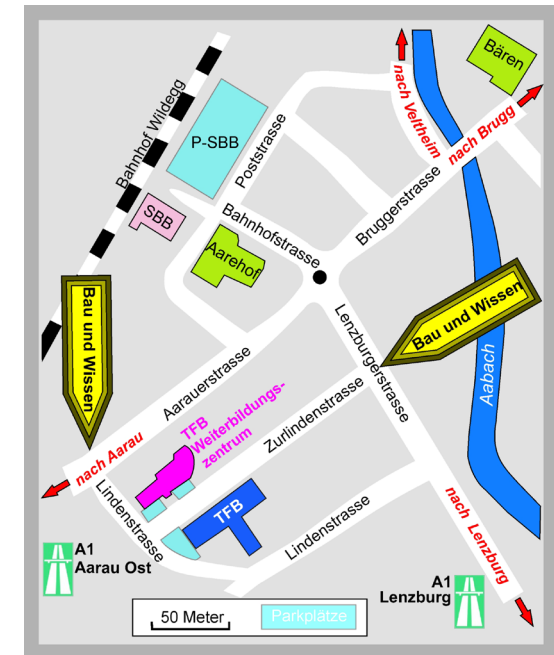 Bären
nach Veltheim
nach Brugg
Bahnhof Wildegg
P-SBB
Poststrasse
SBB
Bahnhofstrasse
Bruggerstrasse
Aarehof
Bau und Wissen
Bau und Wissen
Lenzburgerstrasse
Aabach
Aarauerstrasse
TFB
Weiterbildungs-
zentrum
Zurlindenstrasse
nach Aarau
Lindenstrasse
TFB
Lindenstrasse
nach Lenzburg
A1
Aarau Ost
A1
Lenzburg
50 Meter
Parkplätze